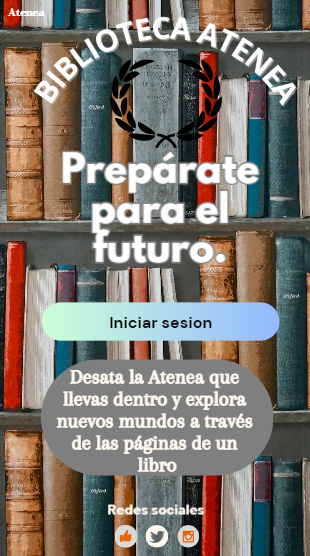 Atenea
BIBLIOTECA ATENEA
Prepárate
para el
futuro.
Iniciar sesion
Desata la Atenea que
llevas dentro y explora
nuevos mundos a través
de las páginas de un
libro
Redes sociales